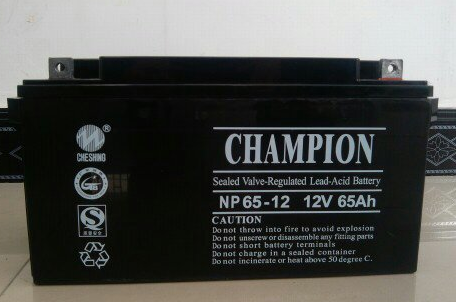 CHESHING
®
CHAMPION
Sealed Valve-Regulated Lead-Acid Battery
NP 65-12 12V 65Ah
CAUTION
Do not throw into fire to avoid explosion
Do not unscrew or disassemble any fitting parts
Do not short battery terminals
Do not charge in a sealed container
Do not incinerate or heat above 50 degree C.